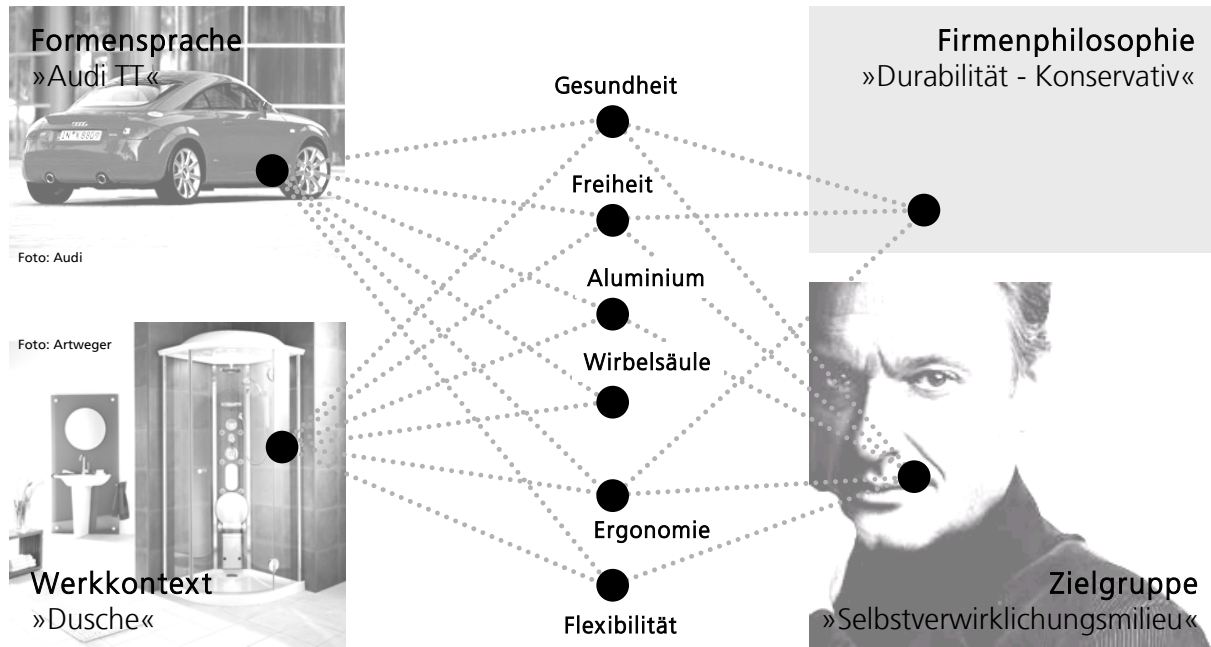 Formensprache
»Audi TT«
Foto: Audi
Foto: Artweger
Werkkontext
»Dusche«
Gesundheit
Freiheit
Aluminium
Wirbelsäule
Ergonomie
Flexibilität
Firmenphilosophie
»Durabilität - Konservativ«
Zielgruppe
»Selbstverwirklichungsmilieu«